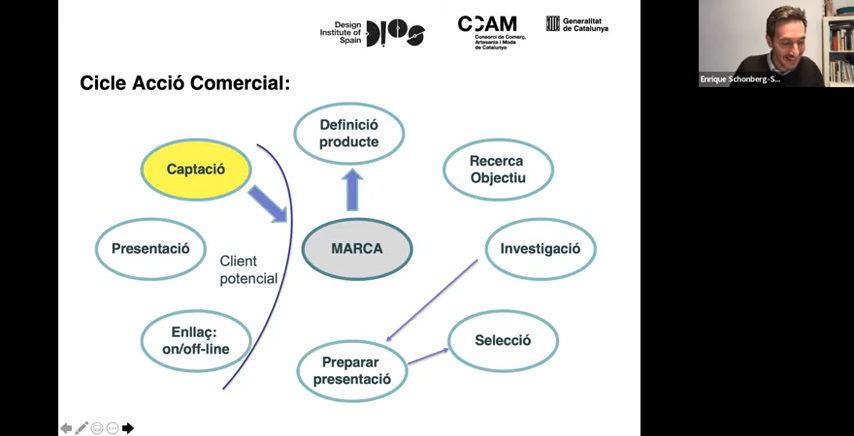 Design
Institute of
Spain
DIOS
CCAM
Consorci de Comerç,
Artesania i Moda
de Catalunya
Generalitat
de Catalunya
Enrique Schonberg-S...
Cicle Acció Comercial:
Definició
producte
Captació
Recerca
Objectiu
Presentació
MARCA
Investigació
Client
potencial
Enllaç:
on/off-line
Selecció
Preparar
presentació